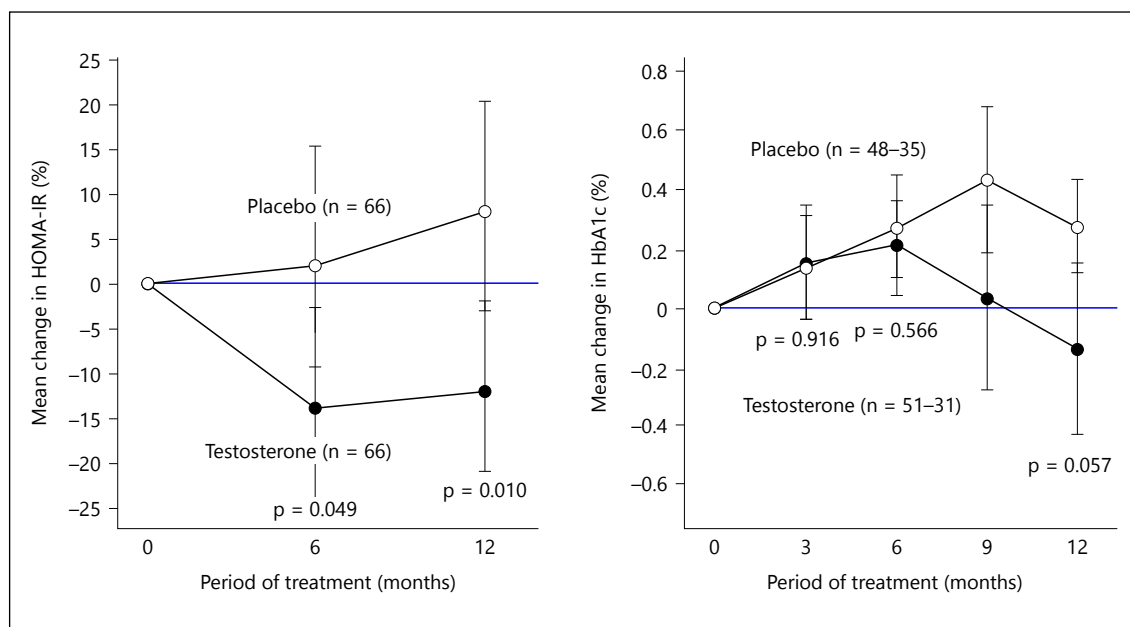 Mean change in HOMA-IR (%)
25
20
15
10
5
0
–5
–10
–15
–20
–25
Placebo (n = 66)
Testosterone (n = 66)
p = 0.049
p = 0.010
0
6
12
Period of treatment (months)
Mean change in HbA1c (%)
0.8
0.6
0.4
0.2
0
–0.2
–0.4
–0.6
Placebo (n = 48–35)
p = 0.916
p = 0.566
Testosterone (n = 51–31)
p = 0.057
0
3
6
9
12
Period of treatment (months)